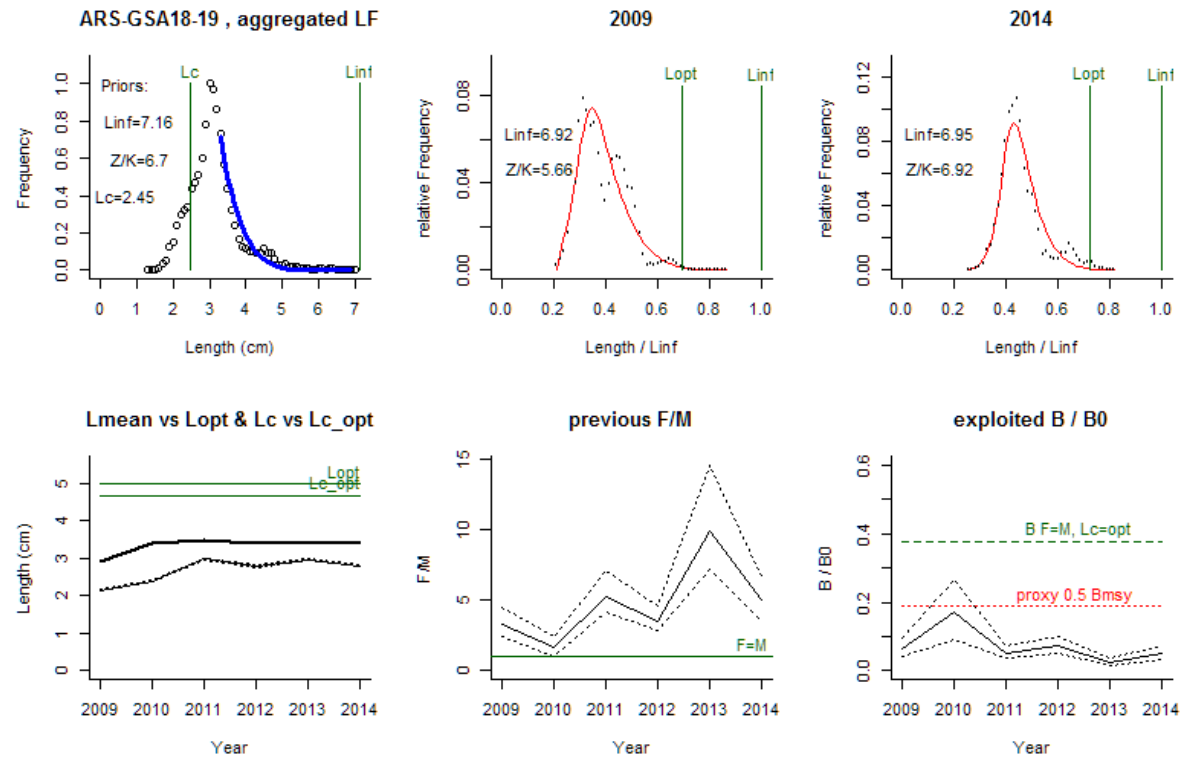 ARS-GSA18-19 , aggregated LF
Frequency
0.0 0.2 0.4 0.6 0.8 1.0
Priors:
Linf=7.16
Z/K=6.7
Lc=2.45
Lc
Linf
0 1 2 3 4 5 6 7
Length (cm)
2009
relative Frequency
0.00 0.04 0.08
Linf=6.92
Z/K=5.66
Lopt
Linf
0.0 0.2 0.4 0.6 0.8 1.0
Length / Linf
2014
relative Frequency
0.00 0.04 0.08 0.12
Linf=6.95
Z/K=6.92
Lopt
Linf
0.0 0.2 0.4 0.6 0.8 1.0
Length / Linf
Lmean vs Lopt & Lc vs Lc_opt
Length (cm)
0 1 2 3 4 5
Lopt
Lc_opt
2009 2010 2011 2012 2013 2014
Year
previous F/M
F/M
0 5 10 15
F=M
2009 2010 2011 2012 2013 2014
Year
exploited B / B0
B / B0
0.0 0.2 0.4 0.6
B F=M, Lc=opt
proxy 0.5 Bmsy
2009 2010 2011 2012 2013 2014
Year